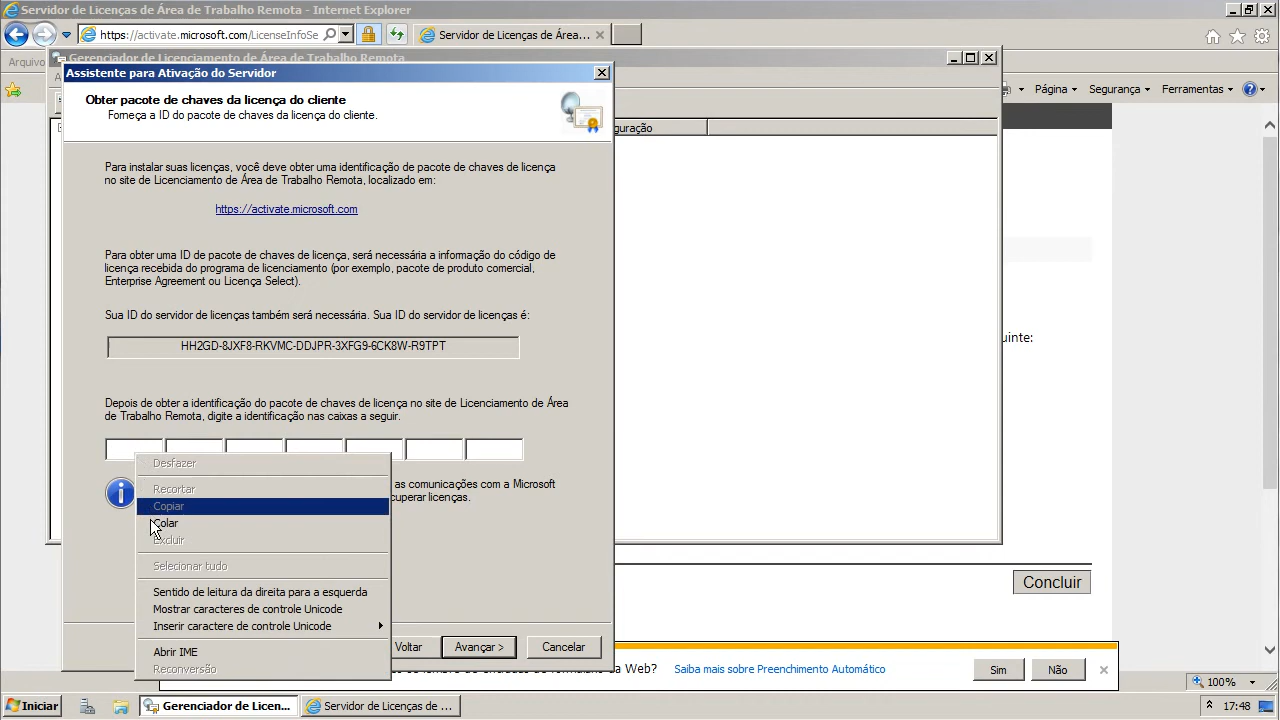 Servidor de Licenças de Área de Trabalho Remota - Internet Explorer
https://activate.microsoft.com/LicenseInfoSe
Servidor de Licenças de Área...
Arquivo
Gerenciador de Licenciamento de Área de Trabalho Remota
Página
Segurança
Ferramentas
Assistente para Ativação do Servidor
Obter pacote de chaves da licença do cliente
Forneça a ID do pacote de chaves da licença do cliente.
guração
Para instalar suas licenças, você deve obter uma identificação de pacote de chaves de licença
no site de Licenciamento de Área de Trabalho Remota, localizado em:
https://activate.microsoft.com
Para obter uma ID de pacote de chaves de licença, será necessária a informação do código de
licença recebida do programa de licenciamento (por exemplo, pacote de produto comercial,
Enterprise Agreement ou Licença Select).
Sua ID do servidor de licenças também será necessária. Sua ID do servidor de licenças é:
HH2GD-8JXF8-RKVMC-DDJPR-3XFG9-6CK8W-R9TPT
uinte:
Depois de obter a identificação do pacote de chaves de licença no site de Licenciamento de Área
de Trabalho Remota, digite a identificação nas caixas a seguir.
as comunicações com a Microsoft
cuperar licenças.
Desfazer
Recortar
Copiar
Colar
Excluir
Selecionar tudo
Sentido de leitura da direita para a esquerda
Mostrar caracteres de controle Unicode
Inserir caractere de controle Unicode
Abrir IME
Reconversão
Voltar
Avançar >
Cancelar
Concluir
da Web?
Saiba mais sobre Preenchimento Automático
Sim
Não
100%
Iniciar
Gerenciador de Licen...
Servidor de Licenças de ...
17:48